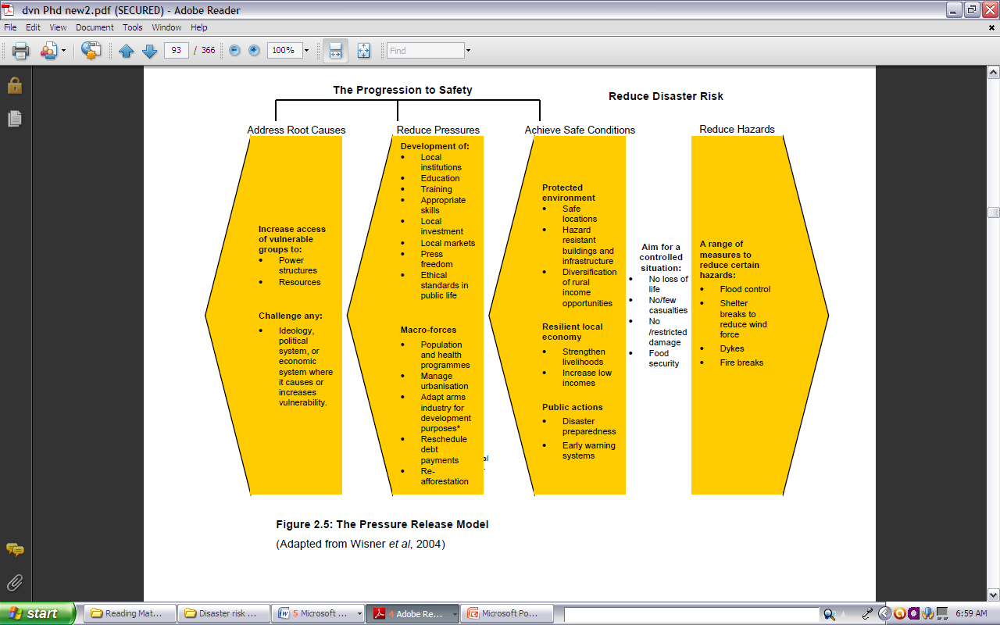 dvn Phd new2.pdf (SECURED) - Adobe Reader
File Edit View Document Tools Window Help
93 / 366 100% Find
The Progression to Safety
Reduce Disaster Risk
Address Root Causes
Increase access
of vulnerable
groups to:
• Power
structures
• Resources
Challenge any:
• Ideology,
political
system, or
economic
system where
it causes or
increases
vulnerability.
Reduce Pressures
Development of:
• Local
institutions
• Education
• Training
• Appropriate
skills
• Local
investment
• Local markets
• Press
freedom
• Ethical
standards in
public life
Macro-forces
• Population
and health
programmes
• Manage
urbanisation
• Adapt arms
industry for
development
purposes*
• Reschedule
debt
payments
• Re-
afforestation
al
Achieve Safe Conditions
Protected
environment
• Safe
locations
• Hazard
resistant
buildings and
infrastructure
• Diversification
of rural
income
opportunities
Resilient local
economy
• Strengthen
livelihoods
• Increase low
incomes
Public actions
• Disaster
preparedness
• Early warning
systems
Aim for a
controlled
situation:
• No loss of
life
• No/few
casualties
• No
/restricted
damage
• Food
security
Reduce Hazards
A range of
measures to
reduce certain
hazards:
• Flood control
• Shelter
breaks to
reduce wind
force
• Dykes
• Fire breaks
Figure 2.5: The Pressure Release Model
(Adapted from Wisner et al, 2004)
start Reading Mat... Disaster risk ... 5 Microsoft ... 4 Adobe Re... Microsoft Po... 6:59 AM